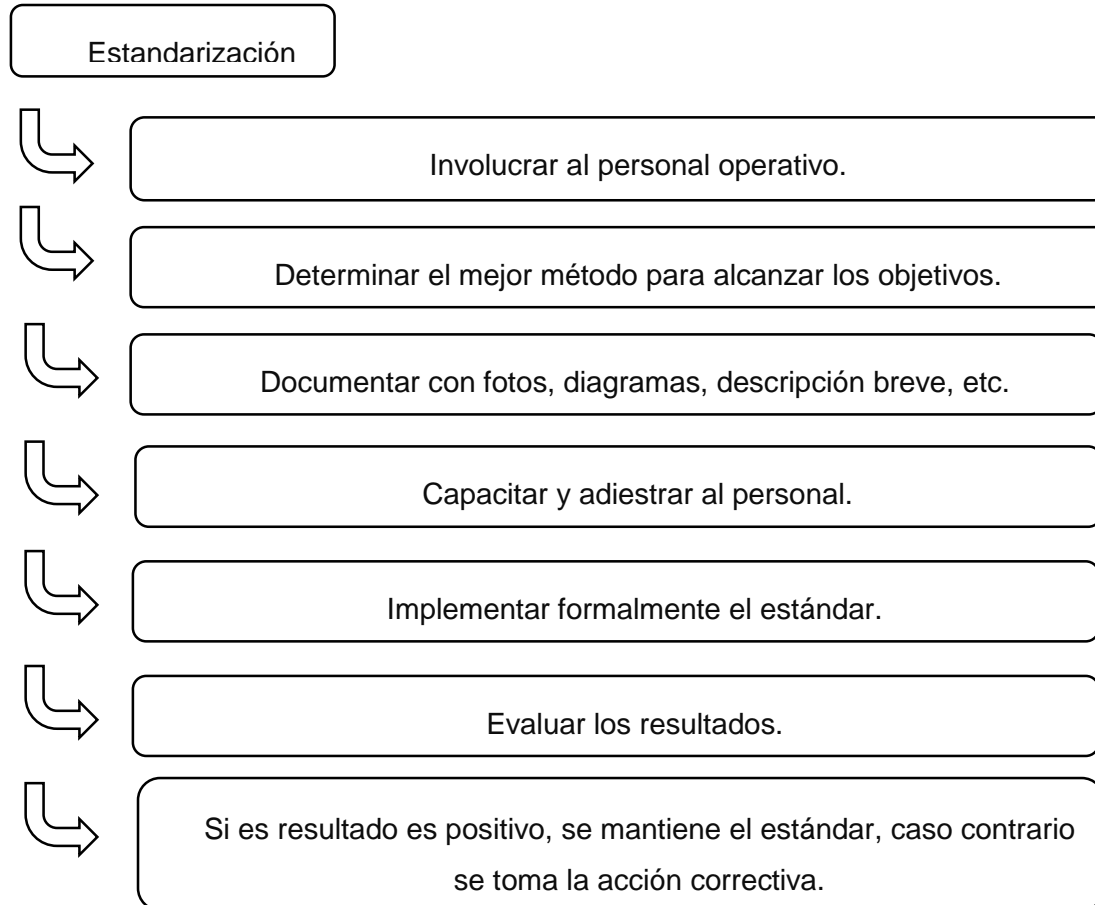 Estandarización
Involucrar al personal operativo.
Determinar el mejor método para alcanzar los objetivos.
Documentar con fotos, diagramas, descripción breve, etc.
Capacitar y adiestrar al personal.
Implementar formalmente el estándar.
Evaluar los resultados.
Si es resultado es positivo, se mantiene el estándar, caso contrario
se toma la acción correctiva.